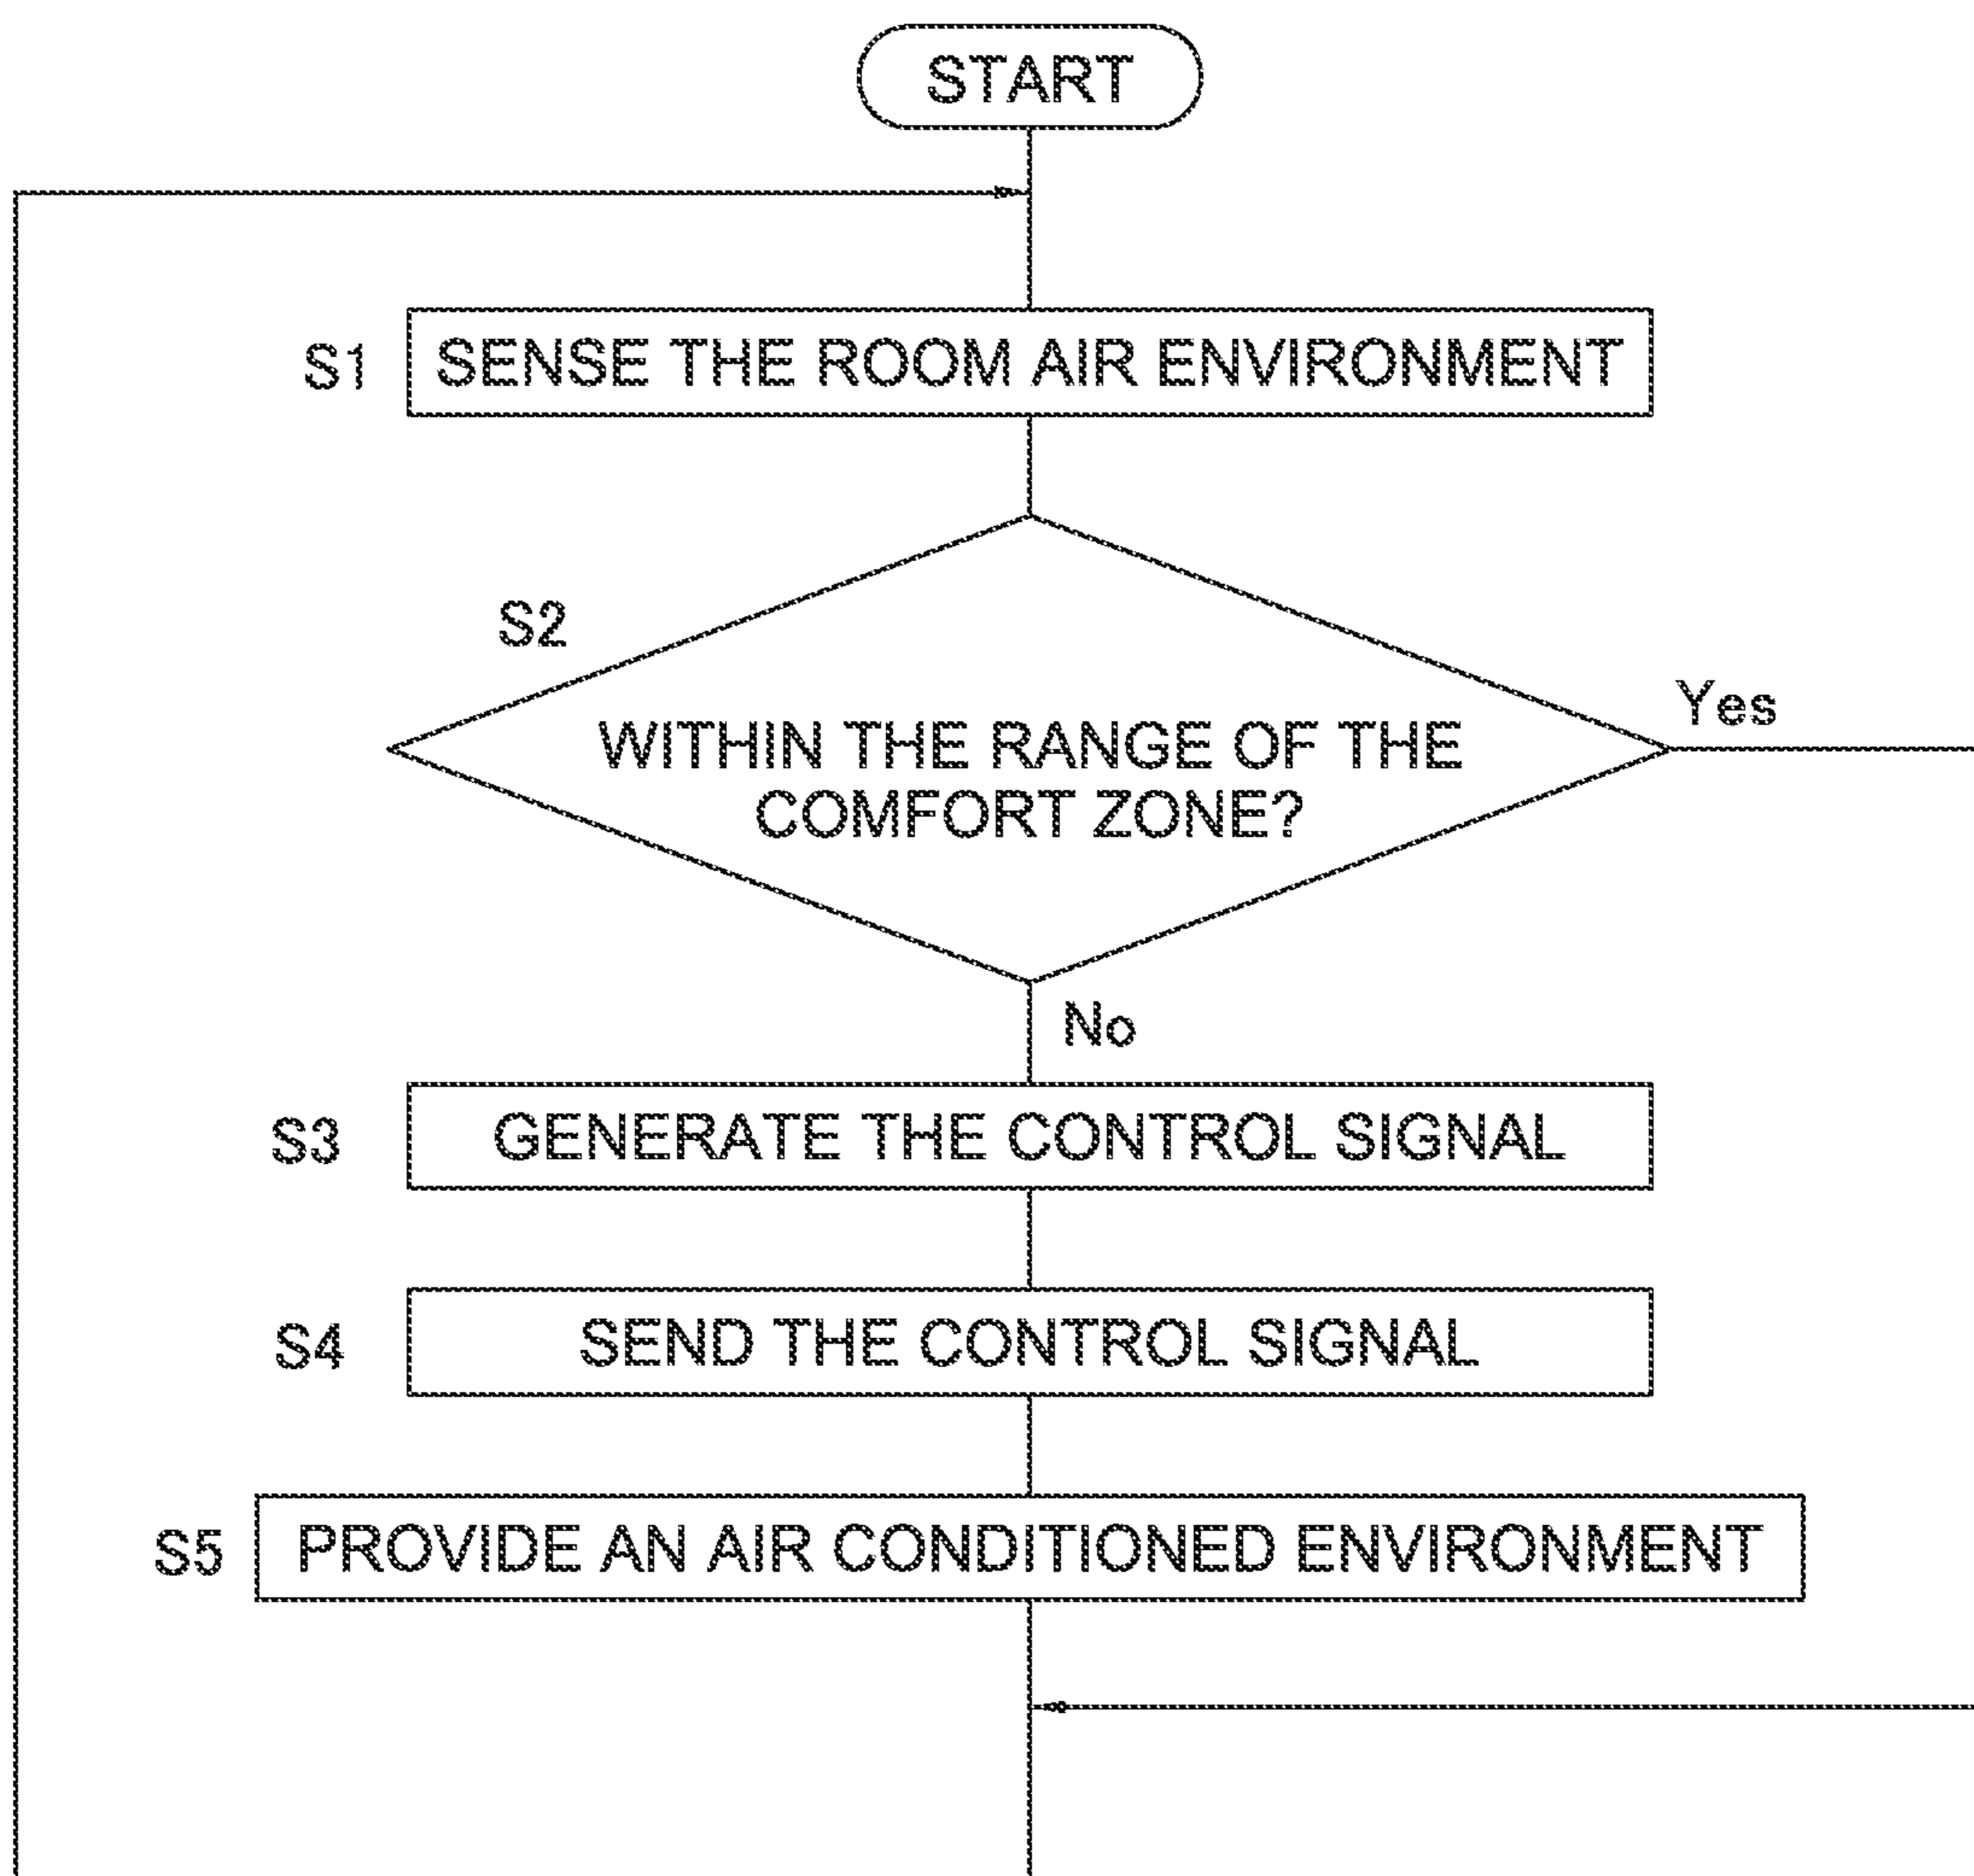 START
S1 SENSE THE ROOM AIR ENVIRONMENT
S2
Yes
WITHIN THE RANGE OF THE
COMFORT ZONE?
No
S3 GENERATE THE CONTROL SIGNAL
S4 SEND THE CONTROL SIGNAL
S5 PROVIDE AN AIR CONDITIONED ENVIRONMENT